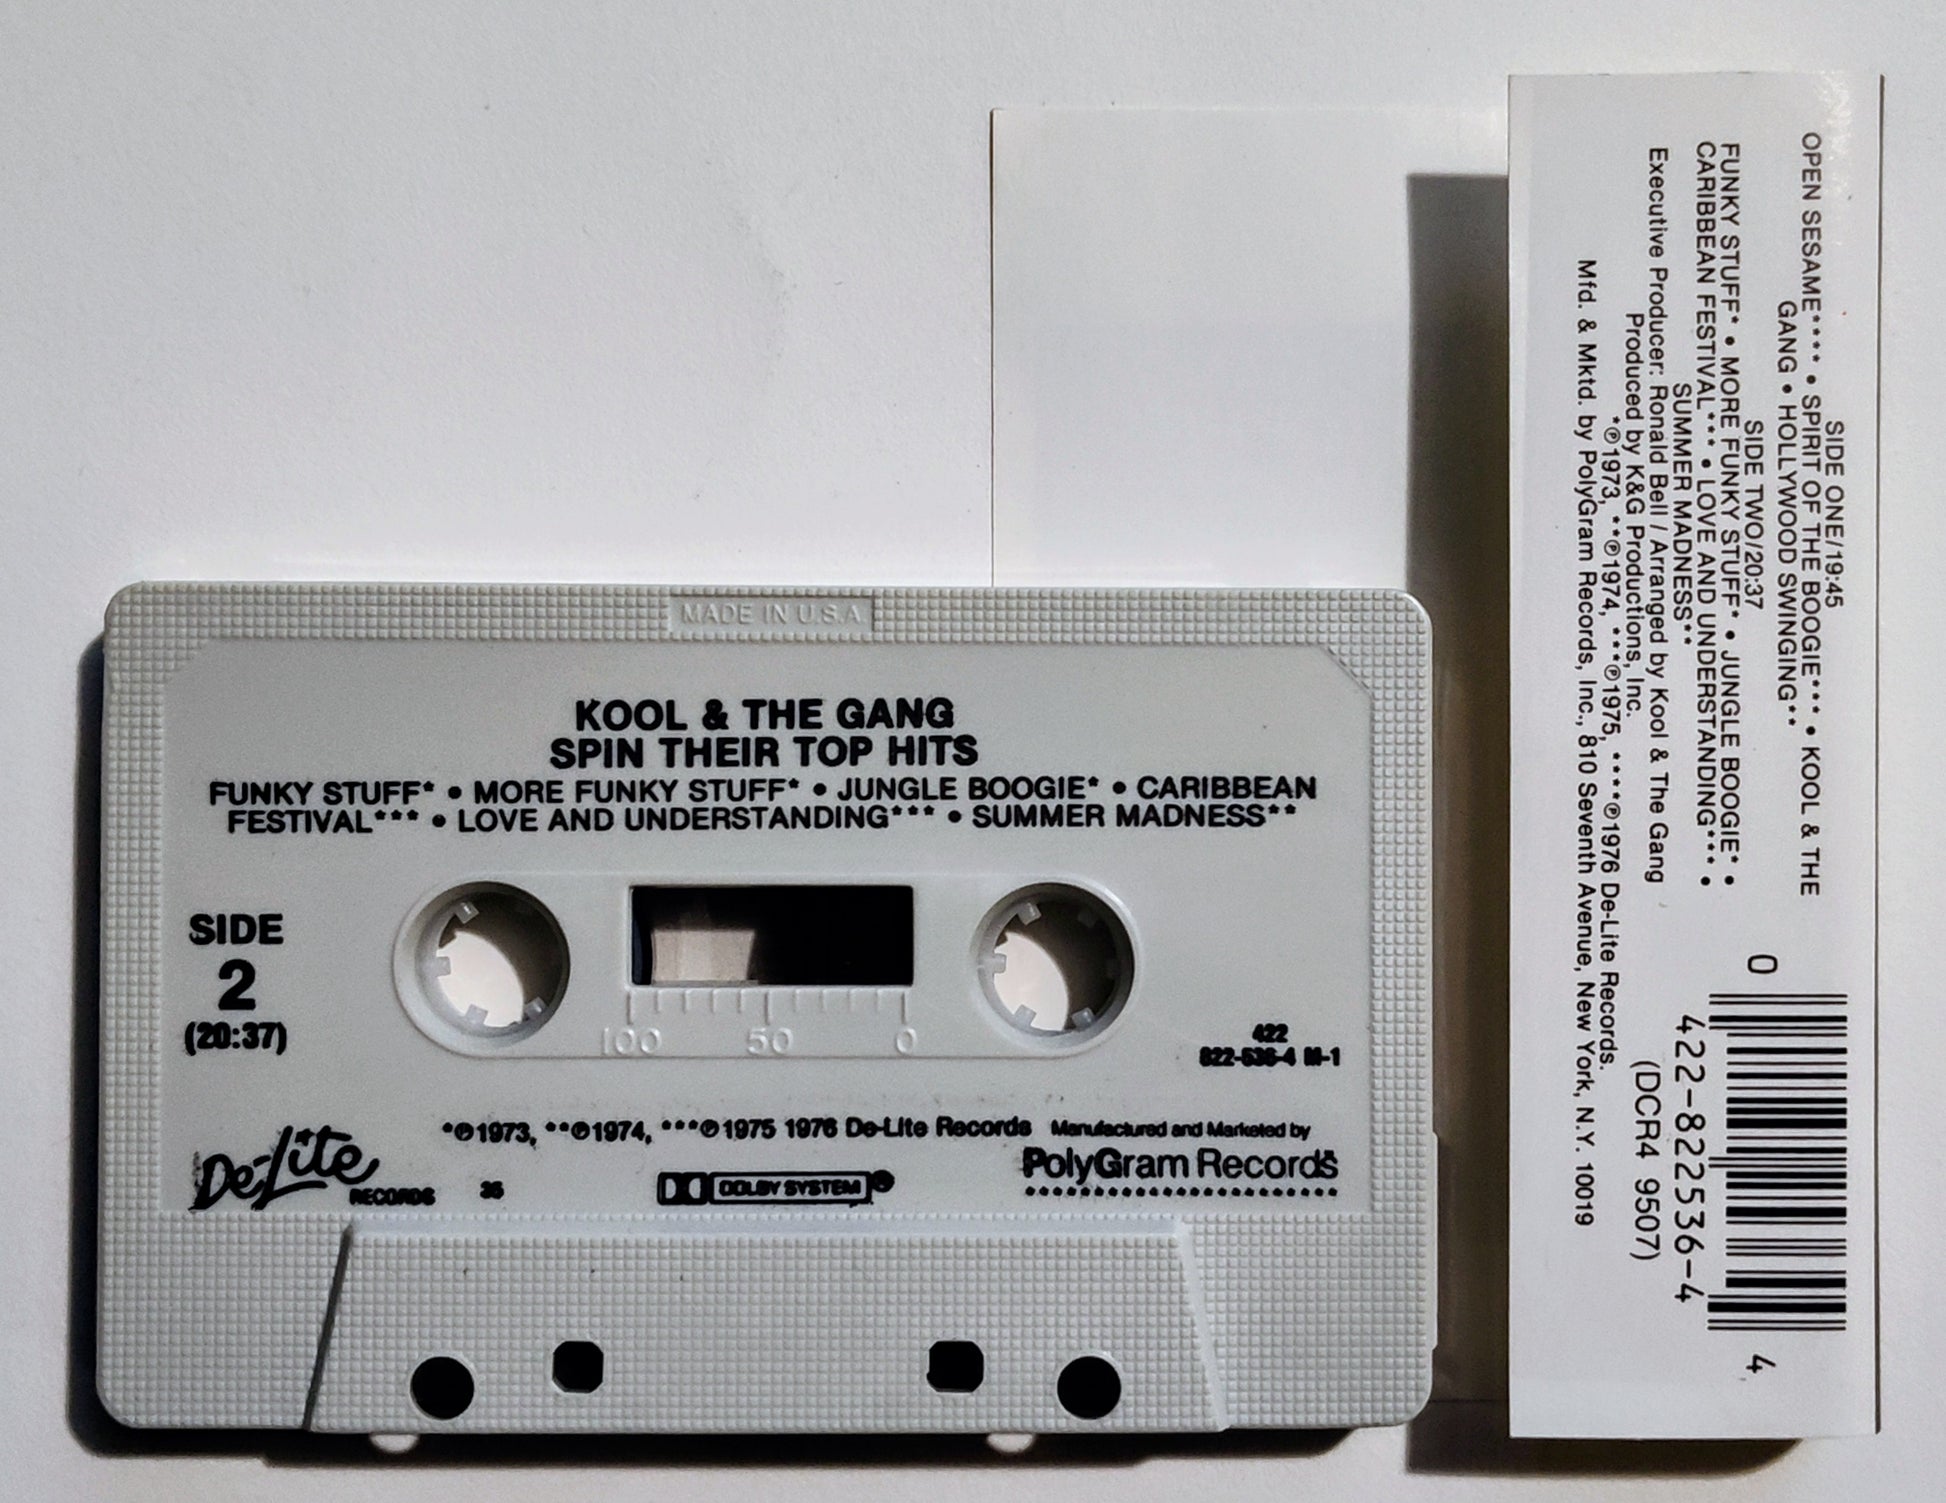 MADE IN U.S.A.
KOOL & THE GANG
SPIN THEIR TOP HITS
FUNKY STUFF* • MORE FUNKY STUFF* • JUNGLE BOOGIE* • CARIBBEAN
FESTIVAL*** • LOVE AND UNDERSTANDING*** • SUMMER MADNESS**
SIDE
2
(20:37)
100 50 0
422
822-536-4 M-1
*℗1973, **℗1974, ***℗1975 1976 De-Lite Records Manufactured and Marketed by
De-Lite
RECORDS
36
DOLBY SYSTEM®
PolyGram Records
SIDE ONE/19:45
OPEN SESAME**** • SPIRIT OF THE BOOGIE*** • KOOL & THE
GANG • HOLLYWOOD SWINGING**
SIDE TWO/20:37
FUNKY STUFF* • MORE FUNKY STUFF* • JUNGLE BOOGIE* •
CARIBBEAN FESTIVAL*** • LOVE AND UNDERSTANDING*** •
SUMMER MADNESS**
Executive Producer: Ronald Bell / Arranged by Kool & The Gang
Produced by K&G Productions, Inc.
*℗1973, **℗1974, ***℗1975, ****℗1976 De-Lite Records.
Mfd. & Mktd. by PolyGram Records, Inc., 810 Seventh Avenue, New York, N.Y. 10019
0
4
422-822536-4
(DCR4 9507)